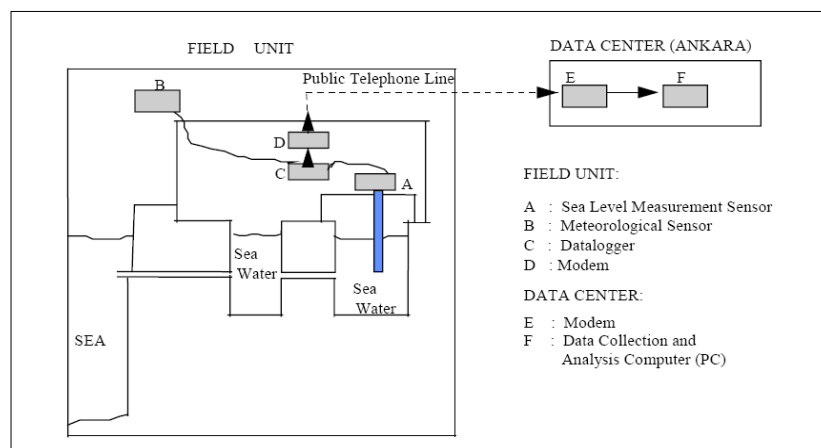 FIELD UNIT
DATA CENTER (ANKARA)
Public Telephone Line
B
E
F
D
C
A
Sea
Water
Sea
Water
SEA
FIELD UNIT:
A : Sea Level Measurement Sensor
B : Meteorological Sensor
C : Datalogger
D : Modem
DATA CENTER:
E : Modem
F : Data Collection and
Analysis Computer (PC)